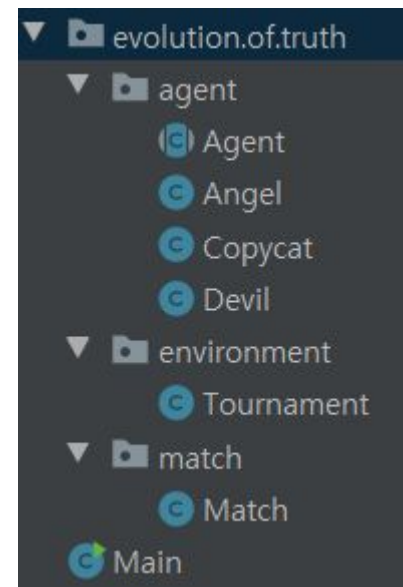 evolution.of.truth
agent
C Agent
C Angel
C Copycat
C Devil
environment
C Tournament
match
C Match
C Main